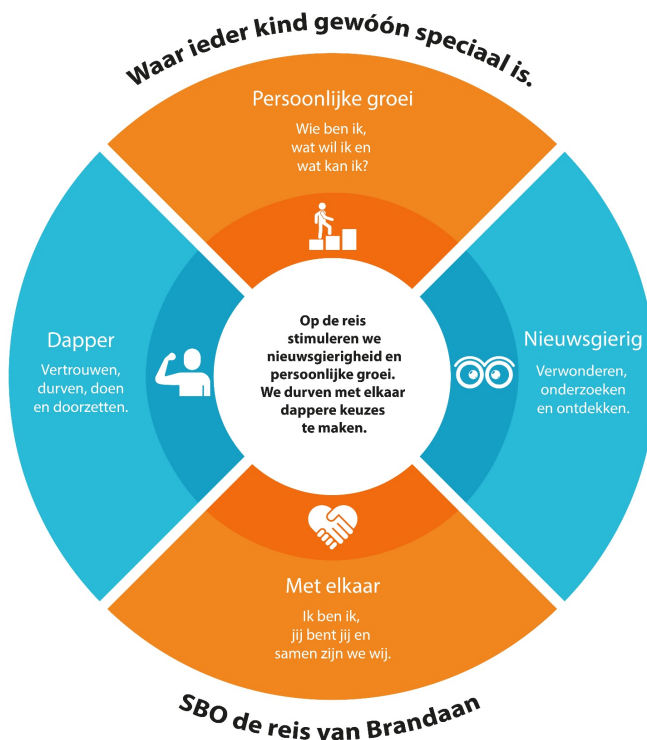 Waar ieder kind gewóón speciaal is.
Persoonlijke groei
Wie ben ik,
wat wil ik en
wat kan ik?
Dapper
Vertrouwen,
durven, doen
en doorzetten.
Op de reis
stimuleren we
nieuwsgierigheid en
persoonlijke groei.
We durven met elkaar
dappere keuzes
te maken.
Nieuwsgierig
Verwonderen,
onderzoeken
en ontdekken.
Met elkaar
Ik ben ik,
jij bent jij en
samen zijn we wij.
SBO de reis van Brandaan